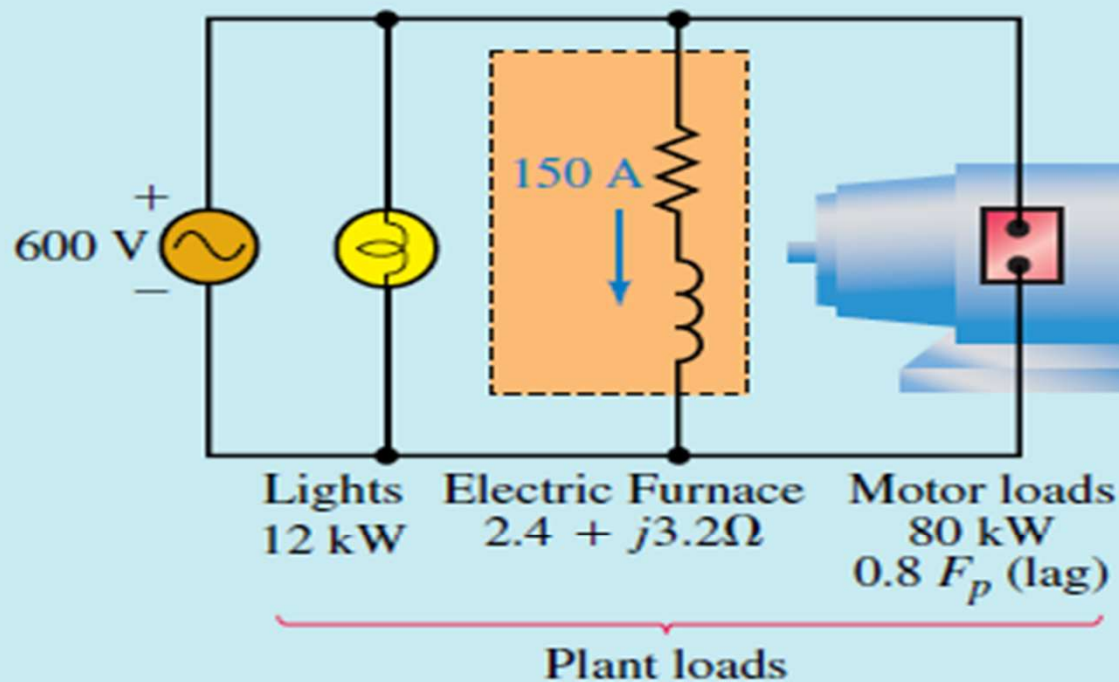 150 A
+
600 V
−
Lights
12 kW
Electric Furnace
2.4 + j3.2Ω
Motor loads
80 kW
0.8 Fp (lag)
Plant loads